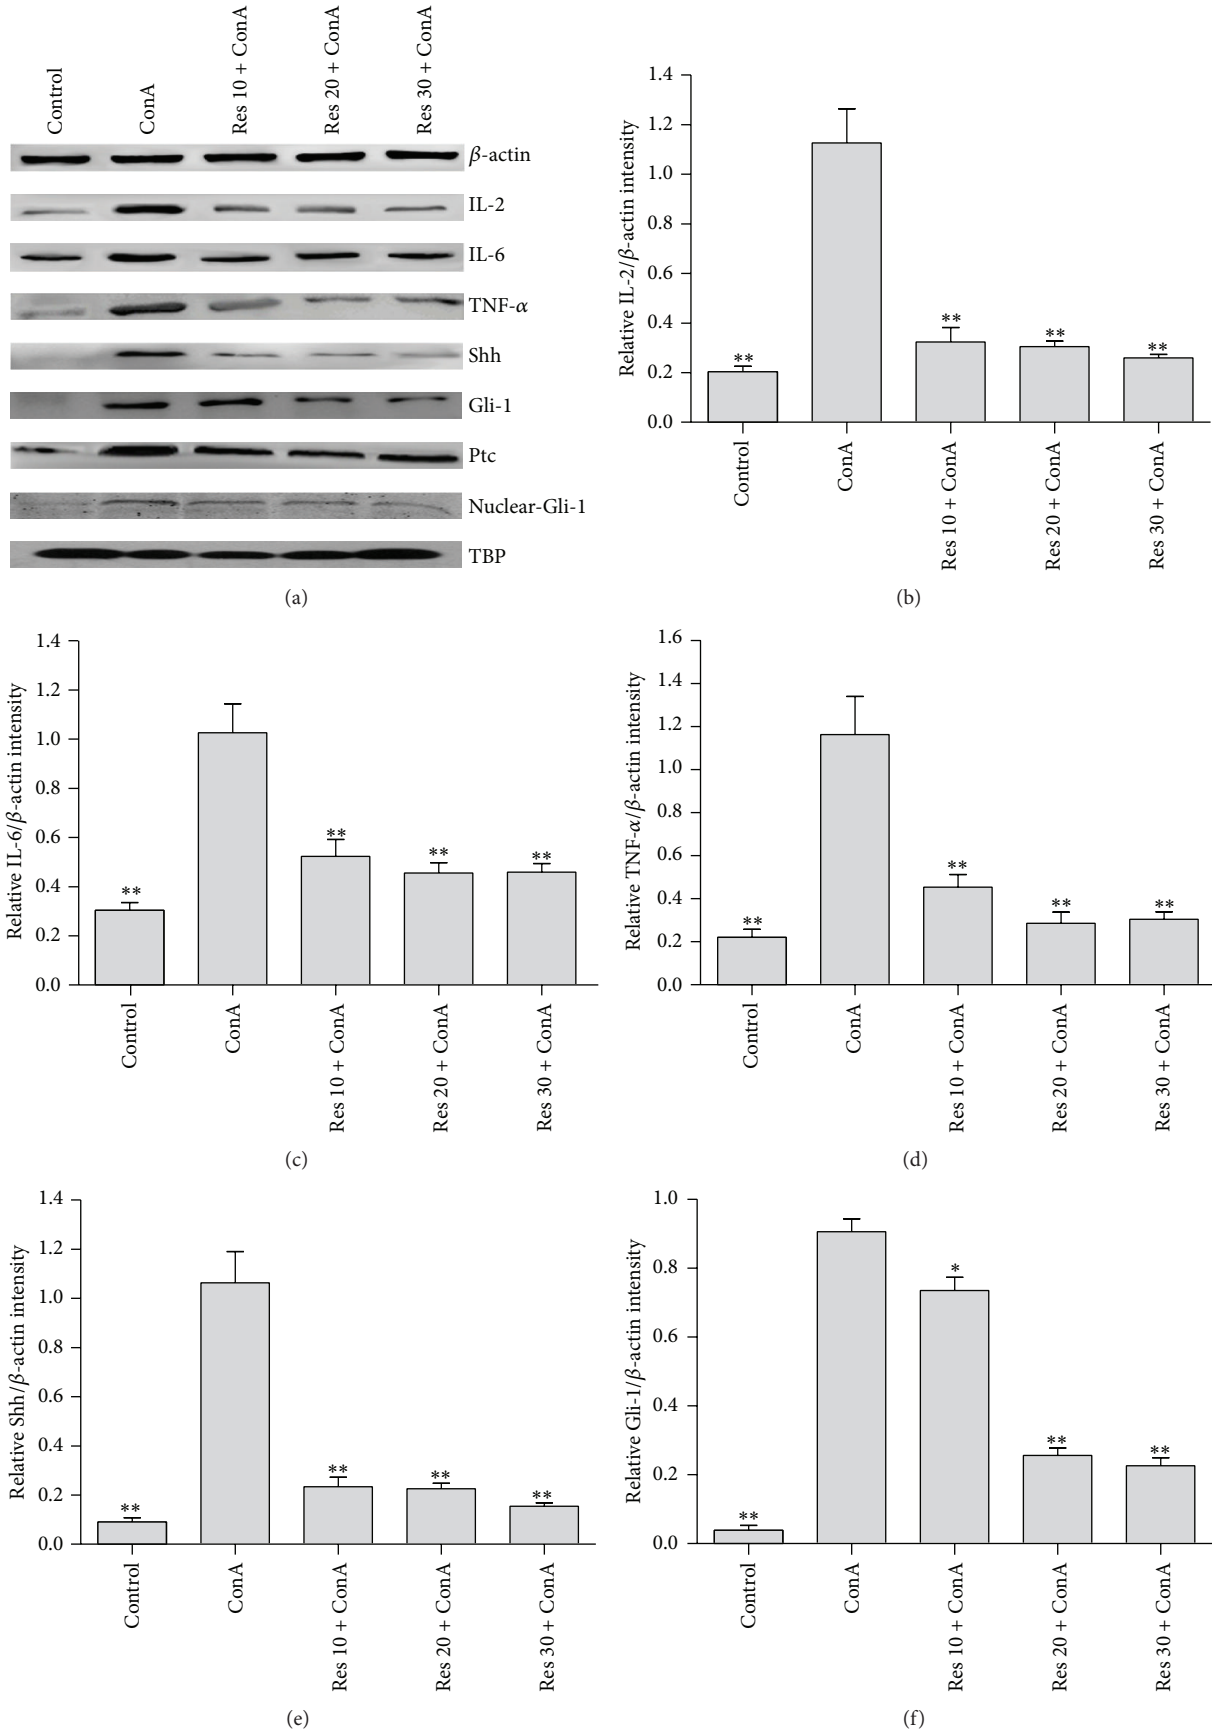 Control
ConA
Res 10 + ConA
Res 20 + ConA
Res 30 + ConA
β-actin
IL-2
IL-6
TNF-α
Shh
Gli-1
Ptc
Nuclear-Gli-1
TBP
(a)
Relative IL-2/β-actin intensity
1.4
1.2
1.0
0.8
0.6
0.4
0.2
0.0
**
**
**
**
Control
ConA
Res 10 + ConA
Res 20 + ConA
Res 30 + ConA
(b)
Relative IL-6/β-actin intensity
1.4
1.2
1.0
0.8
0.6
0.4
0.2
0.0
**
**
**
**
Control
ConA
Res 10 + ConA
Res 20 + ConA
Res 30 + ConA
(c)
Relative TNF-α/β-actin intensity
1.6
1.4
1.2
1.0
0.8
0.6
0.4
0.2
0.0
**
**
**
**
Control
ConA
Res 10 + ConA
Res 20 + ConA
Res 30 + ConA
(d)
Relative Shh/β-actin intensity
1.4
1.2
1.0
0.8
0.6
0.4
0.2
0.0
**
**
**
**
Control
ConA
Res 10 + ConA
Res 20 + ConA
Res 30 + ConA
(e)
Relative Gli-1/β-actin intensity
1.0
0.8
0.6
0.4
0.2
0.0
**
*
**
**
Control
ConA
Res 10 + ConA
Res 20 + ConA
Res 30 + ConA
(f)